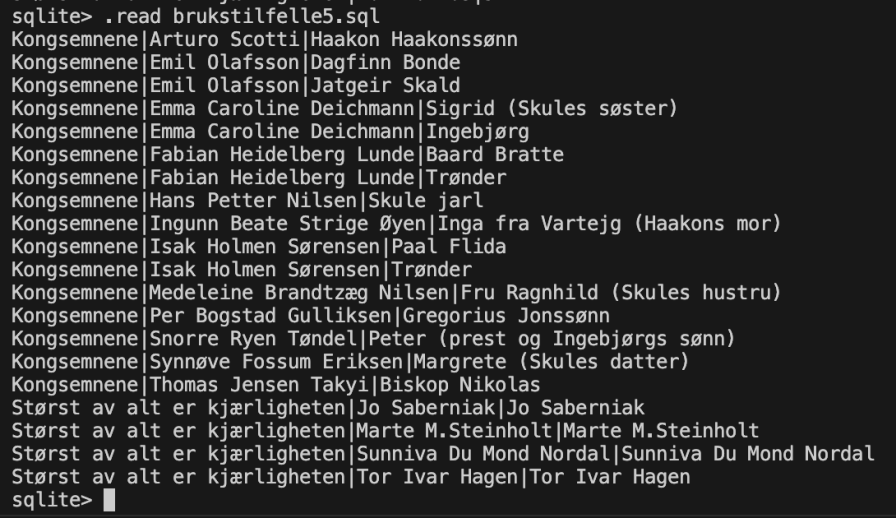 sqlite> .read brukstilfelle5.sql
Kongsemnene|Arturo Scotti|Haakon Haakonssønn
Kongsemnene|Emil Olafsson|Dagfinn Bonde
Kongsemnene|Emil Olafsson|Jatgeir Skald
Kongsemnene|Emma Caroline Deichmann|Sigrid (Skules søster)
Kongsemnene|Emma Caroline Deichmann|Ingebjørg
Kongsemnene|Fabian Heidelberg Lunde|Baard Bratte
Kongsemnene|Fabian Heidelberg Lunde|Trønder
Kongsemnene|Hans Petter Nilsen|Skule jarl
Kongsemnene|Ingunn Beate Strige Øyen|Inga fra Vartejg (Haakons mor)
Kongsemnene|Isak Holmen Sørensen|Paal Flida
Kongsemnene|Isak Holmen Sørensen|Trønder
Kongsemnene|Medeleine Brandtzæg Nilsen|Fru Ragnhild (Skules hustru)
Kongsemnene|Per Bogstad Gulliksen|Gregorius Jonssønn
Kongsemnene|Snorre Ryen Tøndel|Peter (prest og Ingebjørgs sønn)
Kongsemnene|Synnøve Fossum Eriksen|Margrete (Skules datter)
Kongsemnene|Thomas Jensen Takyi|Biskop Nikolas
Størst av alt er kjærligheten|Jo Saberniak|Jo Saberniak
Størst av alt er kjærligheten|Marte M.Steinholt|Marte M.Steinholt
Størst av alt er kjærligheten|Sunniva Du Mond Nordal|Sunniva Du Mond Nordal
Størst av alt er kjærligheten|Tor Ivar Hagen|Tor Ivar Hagen
sqlite>